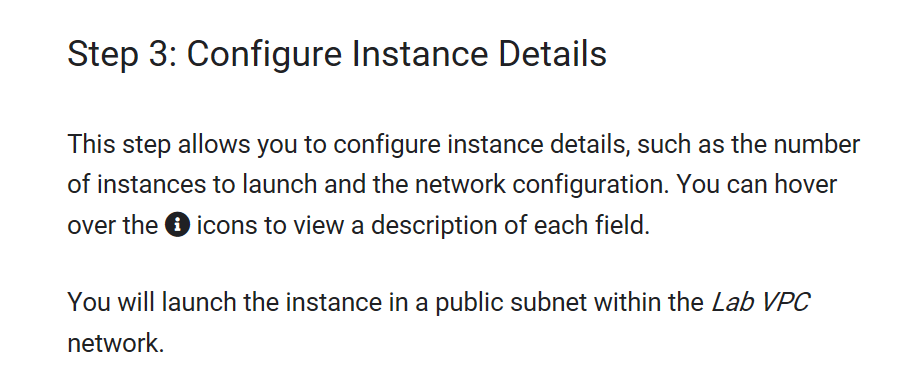 Step 3: Configure Instance Details
This step allows you to configure instance details, such as the number
of instances to launch and the network configuration. You can hover
over the icons to view a description of each field.
You will launch the instance in a public subnet within the Lab VPC
network.